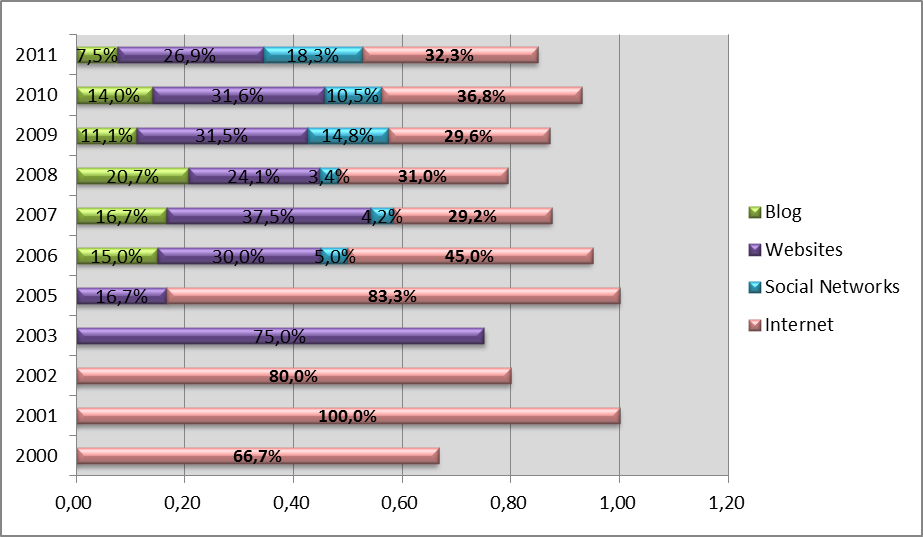 2011 7,5% 26,9% 18,3% 32,3%
2010 14,0% 31,6% 10,5% 36,8%
2009 11,1% 31,5% 14,8% 29,6%
2008 20,7% 24,1% 3,4% 31,0%
2007 16,7% 37,5% 4,2% 29,2%
2006 15,0% 30,0% 5,0% 45,0%
2005 16,7% 83,3%
2003 75,0%
2002 80,0%
2001 100,0%
2000 66,7%
0,00 0,20 0,40 0,60 0,80 1,00 1,20
Blog
Websites
Social Networks
Internet